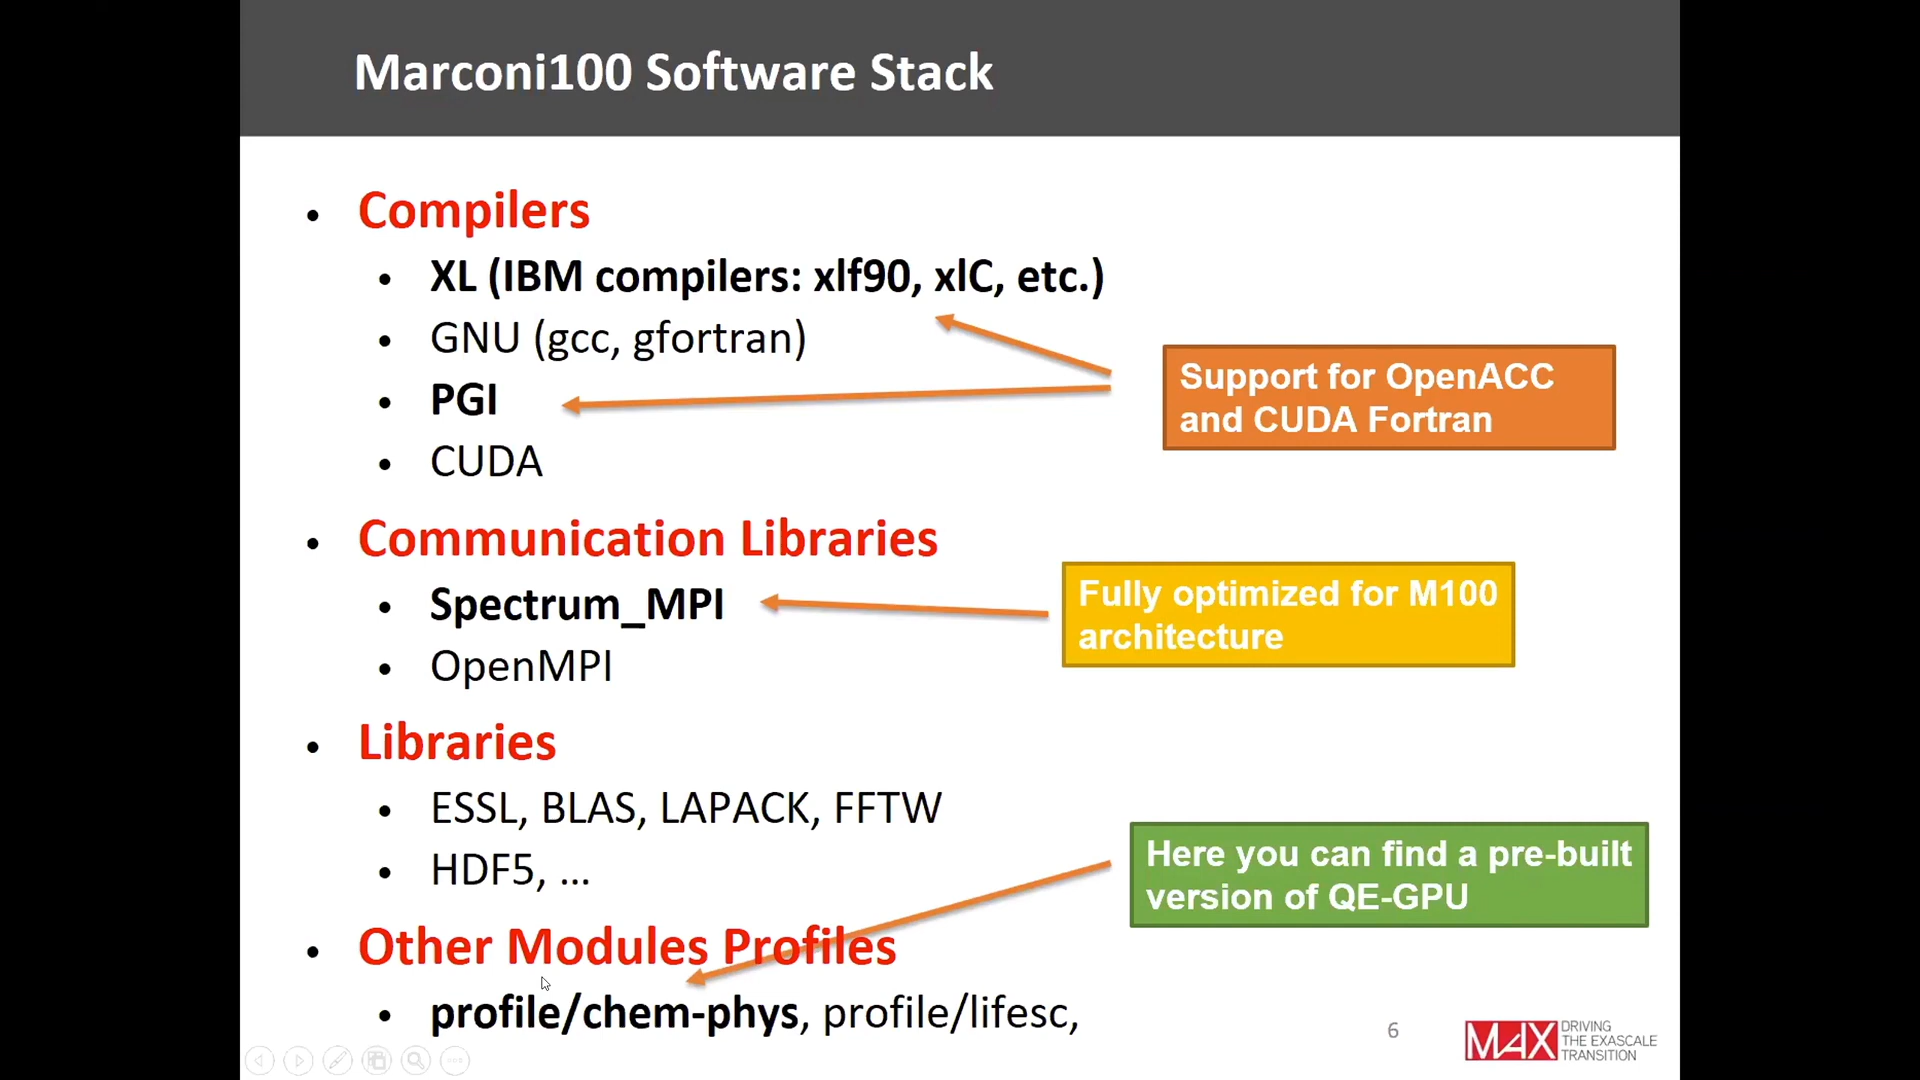 Marconi100 Software Stack
• Compilers
• XL (IBM compilers: xlf90, xlC, etc.)
• GNU (gcc, gfortran)
• PGI
• CUDA
Support for OpenACC
and CUDA Fortran
• Communication Libraries
• Spectrum_MPI
• OpenMPI
Fully optimized for M100
architecture
• Libraries
• ESSL, BLAS, LAPACK, FFTW
• HDF5, ...
Here you can find a pre-built
version of QE-GPU
• Other Modules Profiles
• profile/chem-phys, profile/lifesc,
6
MAX
DRIVING
THE EXASCALE
TRANSITION